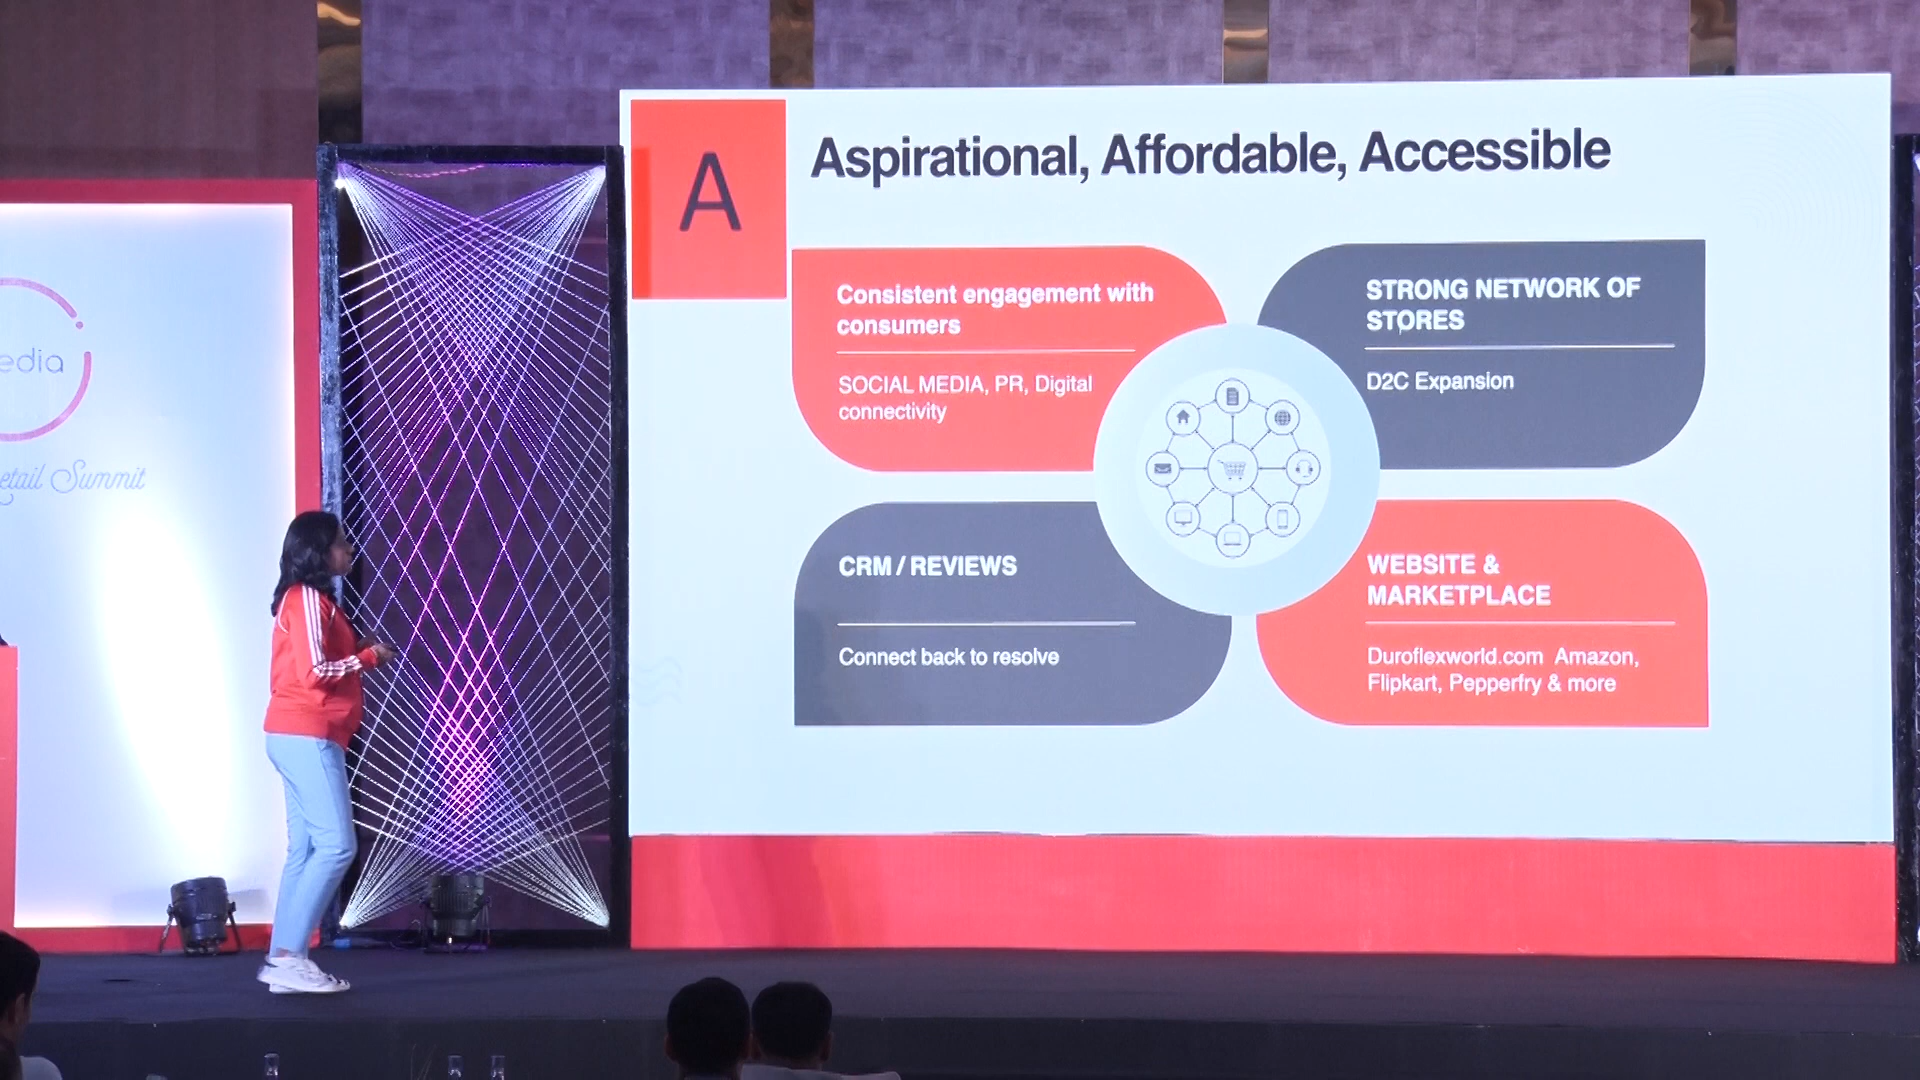 A
Aspirational, Affordable, Accessible
Consistent engagement with
consumers
SOCIAL MEDIA, PR, Digital
connectivity
STRONG NETWORK OF
STORES
D2C Expansion
CRM / REVIEWS
Connect back to resolve
WEBSITE &
MARKETPLACE
Duroflexworld.com Amazon,
Flipkart, Pepperfry & more
edia
etail Summit